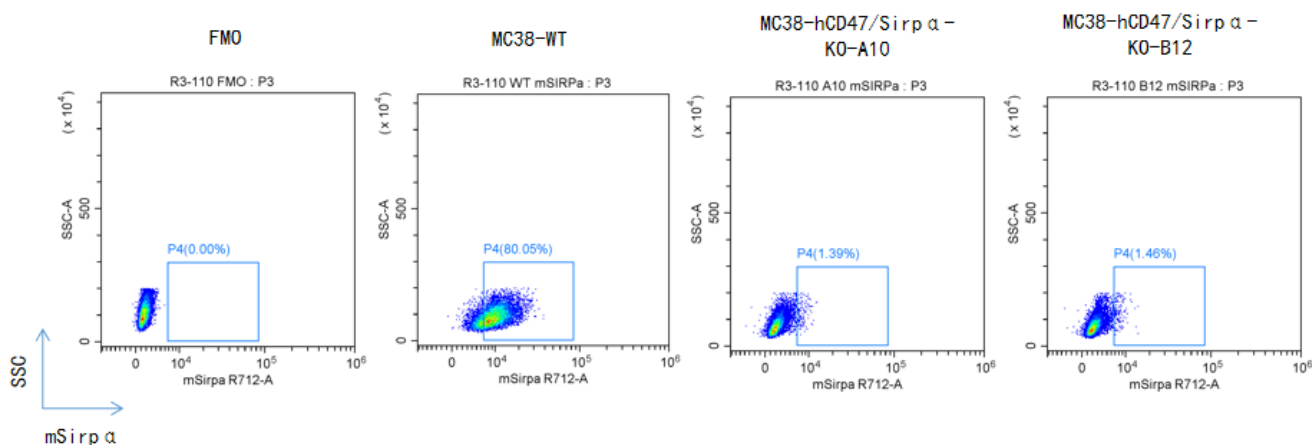 FMO
R3-110 FMO : P3
(x 10⁴)
SSC-A
500
0
P4(0.00%)
0 10⁴ 10⁵ 10⁶
mSirpa R712-A
MC38-WT
R3-110 WT mSIRPa : P3
(x 10⁴)
SSC-A
500
0
P4(80.05%)
0 10⁴ 10⁵ 10⁶
mSirpa R712-A
MC38-hCD47/Sirpα-
KO-A10
R3-110 A10 mSIRPa : P3
(x 10⁴)
SSC-A
500
0
P4(1.39%)
0 10⁴ 10⁵ 10⁶
mSirpa R712-A
MC38-hCD47/Sirpα-
KO-B12
R3-110 B12 mSIRPa : P3
(x 10⁴)
SSC-A
500
0
P4(1.46%)
0 10⁴ 10⁵ 10⁶
mSirpa R712-A
SSC
mSirpα